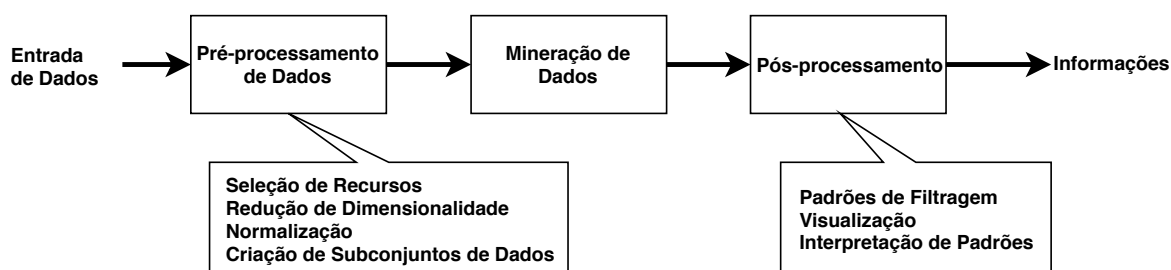 Entrada
de Dados
Pré-processamento
de Dados
Mineração de
Dados
Pós-processamento
Informações
Seleção de Recursos
Redução de Dimensionalidade
Normalização
Criação de Subconjuntos de Dados
Padrões de Filtragem
Visualização
Interpretação de Padrões